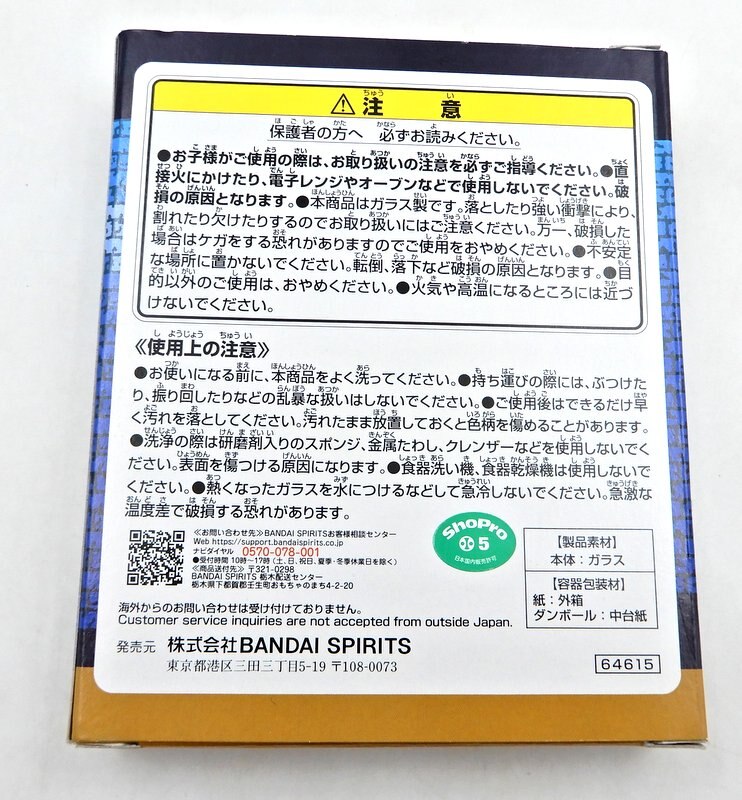 ⚠注意
保護者の方へ 必ずお読みください。
●お子様がご使用の際は、お取り扱いの注意を必ずご指導ください。●直
接火にかけたり、電子レンジやオーブンなどで使用しないでください。破
損の原因となります。●本商品はガラス製です。落としたり強い衝撃により、
割れたり欠けたりするのでお取り扱いにはご注意ください。万一、破損した
場合はケガをする恐れがありますのでご使用をおやめください。●不安定
な場所に置かないでください。転倒、落下など破損の原因となります。●目
的以外のご使用は、おやめください。●火気や高温になるところには近づ
けないでください。
《使用上の注意》
●お使いになる前に、本商品をよく洗ってください。●持ち運びの際には、ぶつけた
り、振り回したりなどの乱暴な扱いはしないでください。●ご使用後はできるだけ早
く汚れを落としてください。汚れたまま放置しておくと色柄を傷めることがあります。
●洗浄の際は研磨剤入りのスポンジ、金属たわし、クレンザーなどを使用しないでく
ださい。表面を傷つける原因になります。●食器洗い機、食器乾燥機は使用しないで
ください。●熱くなったガラスを水につけるなどして急冷しないでください。急激な
温度差で破損する恐れがあります。
≪お問い合わせ先≫BANDAI SPIRITSお客様相談センター
Web https://support.bandaispirits.co.jp
ナビダイヤル 0570-078-001
●受付時間 10時〜17時(土、日、祝日、夏季・冬季休業日を除く)
≪商品送付先≫ 〒321-0298
BANDAI SPIRITS 栃木配送センター
栃木県下都賀郡壬生町おもちゃのまち4-2-20
ShoPro
5
日本国内販売許可
【製品素材】
本体：ガラス
【容器包装材】
紙：外箱
ダンボール：中台紙
海外からのお問い合わせは受け付けておりません。
Customer service inquiries are not accepted from outside Japan.
発売元 株式会社BANDAI SPIRITS
東京都港区三田三丁目5-19 〒108-0073
64615